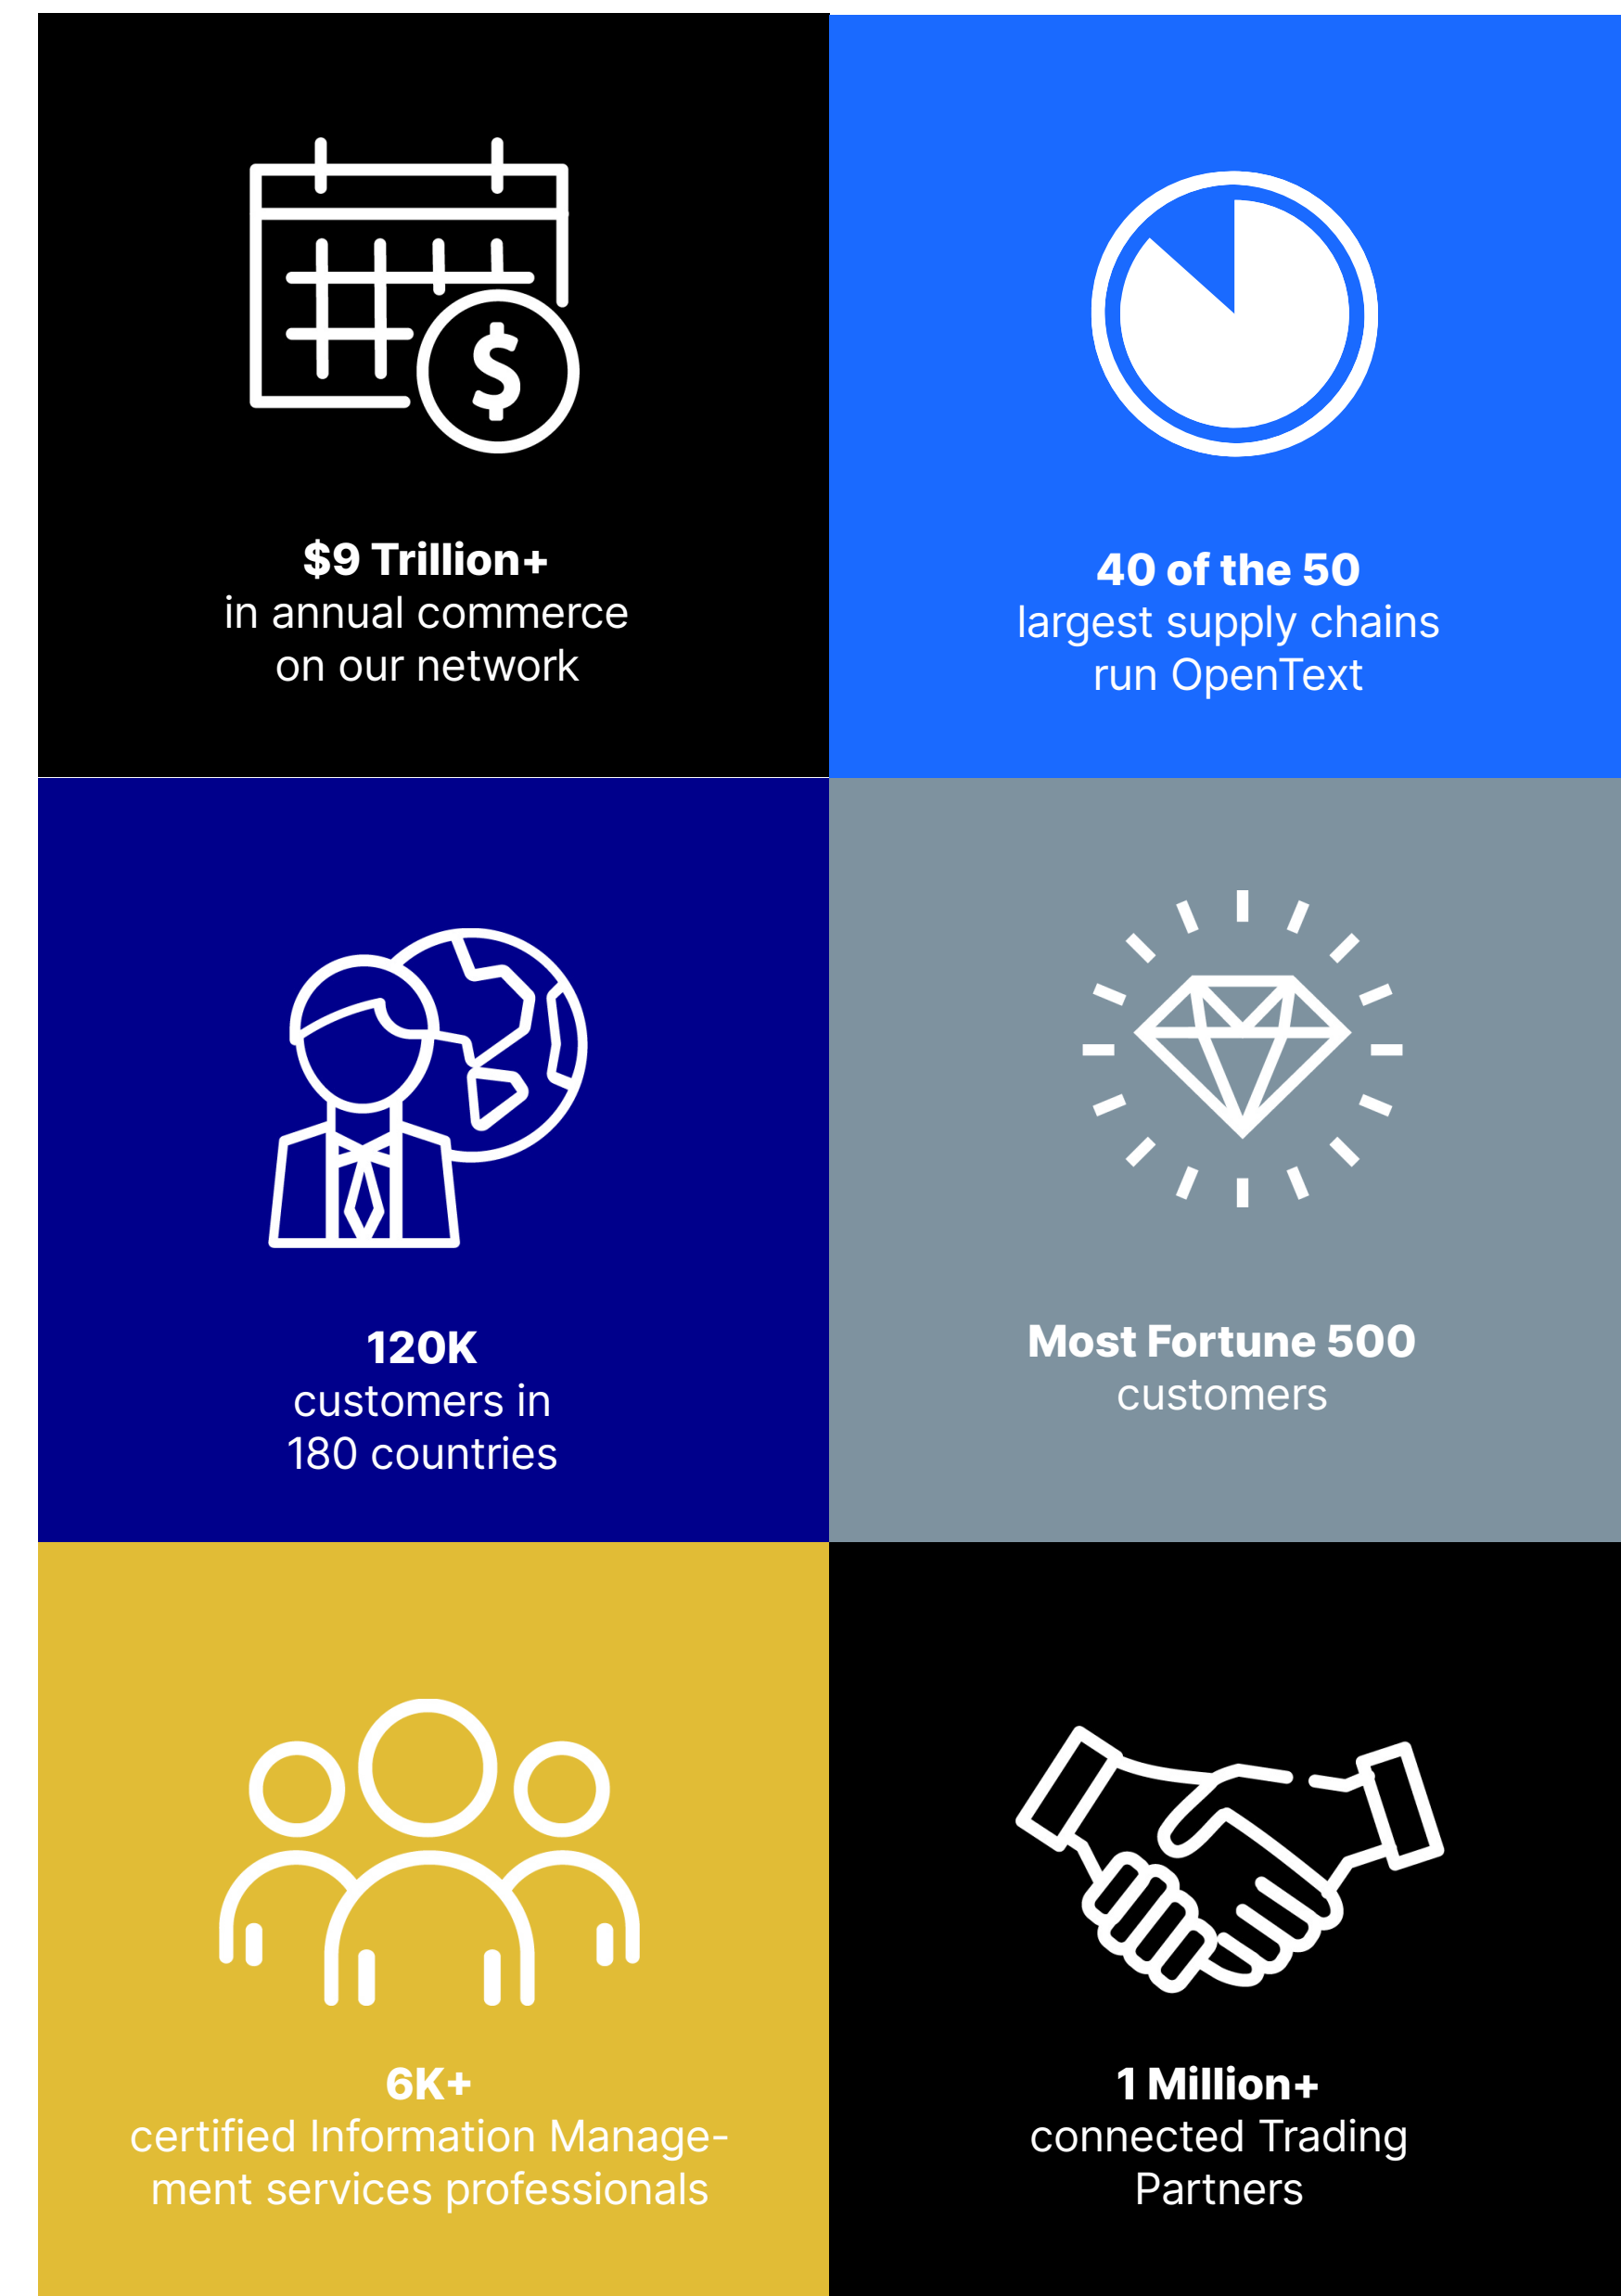 $9 Trillion+
in annual commerce
on our network
40 of the 50
largest supply chains
run OpenText
120K
customers in
180 countries
Most Fortune 500
customers
6K+
certified Information Manage-
ment services professionals
1 Million+
connected Trading
Partners